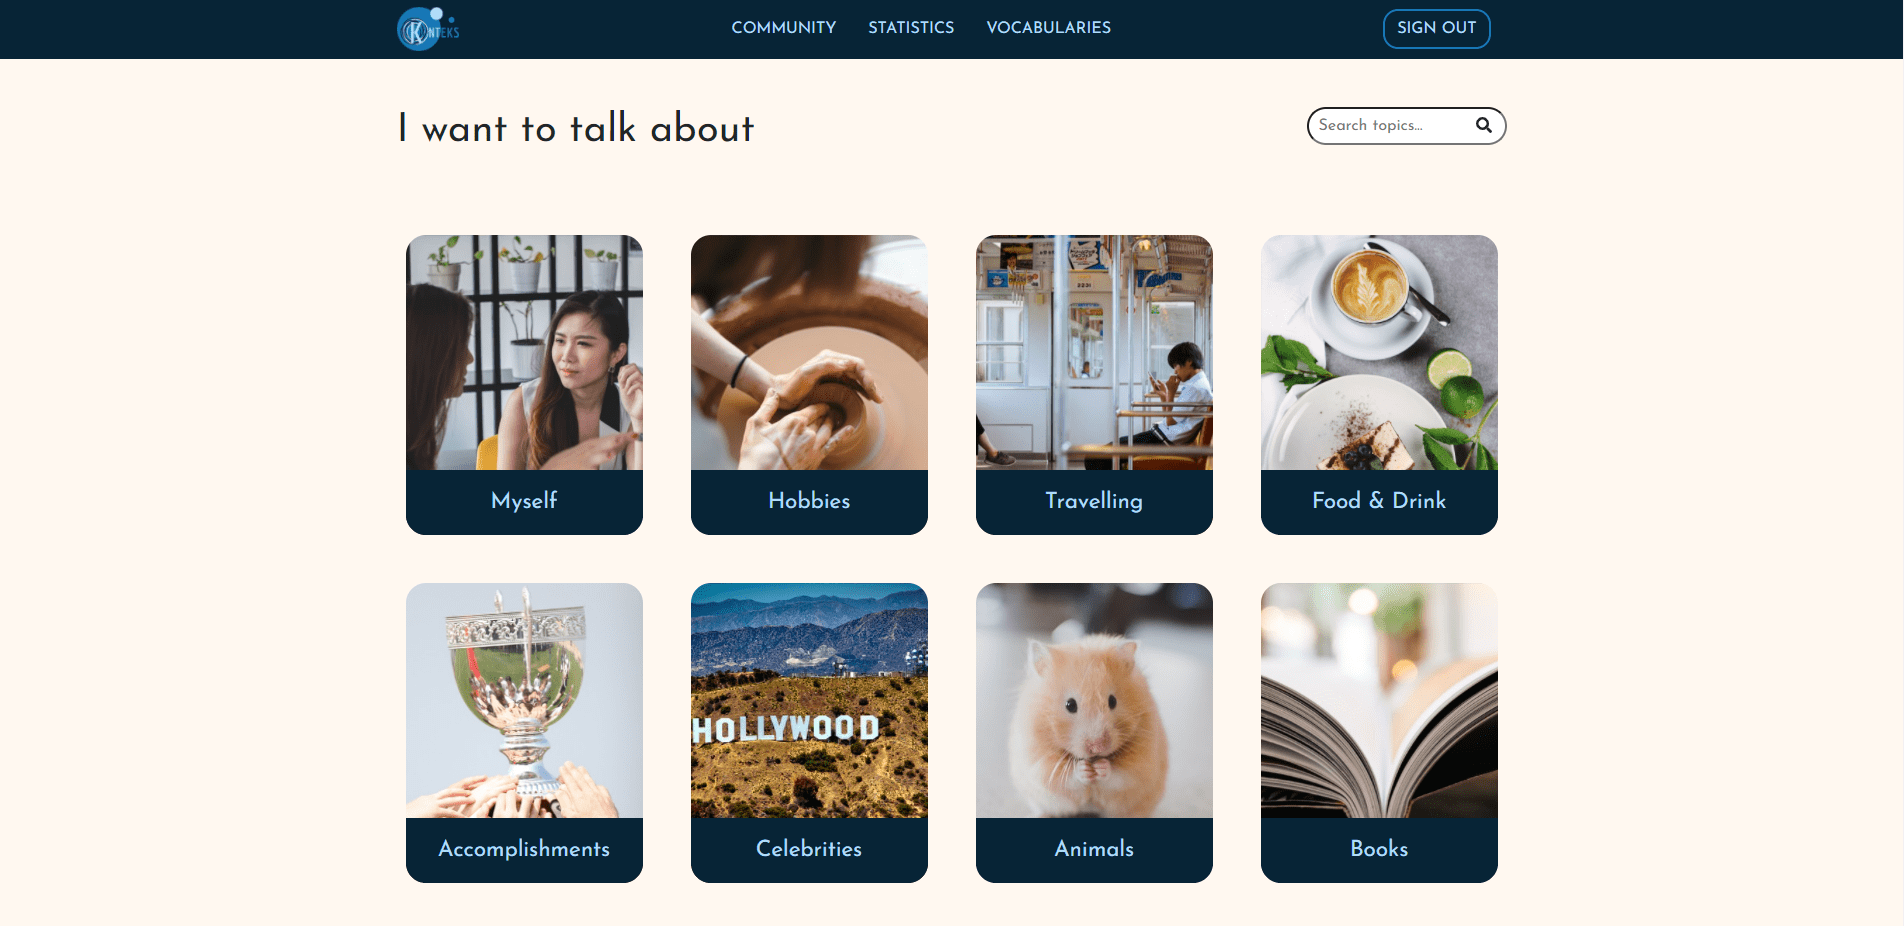 KONTEKS
COMMUNITY STATISTICS VOCABULARIES
SIGN OUT
I want to talk about
Search topics...
2231
Myself
Hobbies
Travelling
Food & Drink
HOLLYWOOD
Accomplishments
Celebrities
Animals
Books